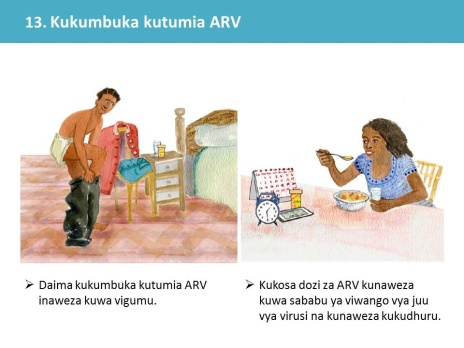 13. Kukumbuka kutumia ARV
➢ Daima kukumbuka kutumia ARV
inaweza kuwa vigumu.
➢ Kukosa dozi za ARV kunaweza
kuwa sababu ya viwango vya juu
vya virusi na kunaweza kukudhuru.